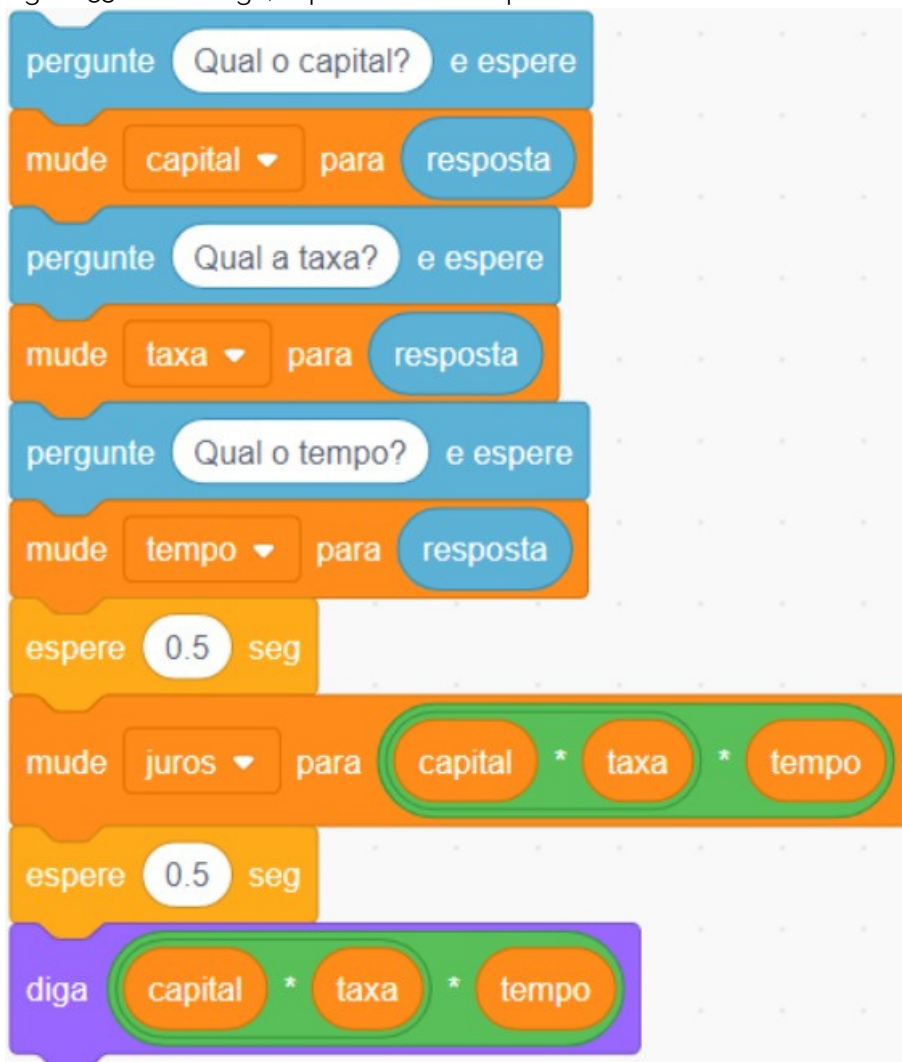 pergunte Qual o capital? e espere
mude capital para resposta
pergunte Qual a taxa? e espere
mude taxa para resposta
pergunte Qual o tempo? e espere
mude tempo para resposta
espere 0.5 seg
mude juros para capital * taxa * tempo
espere 0.5 seg
diga capital * taxa * tempo